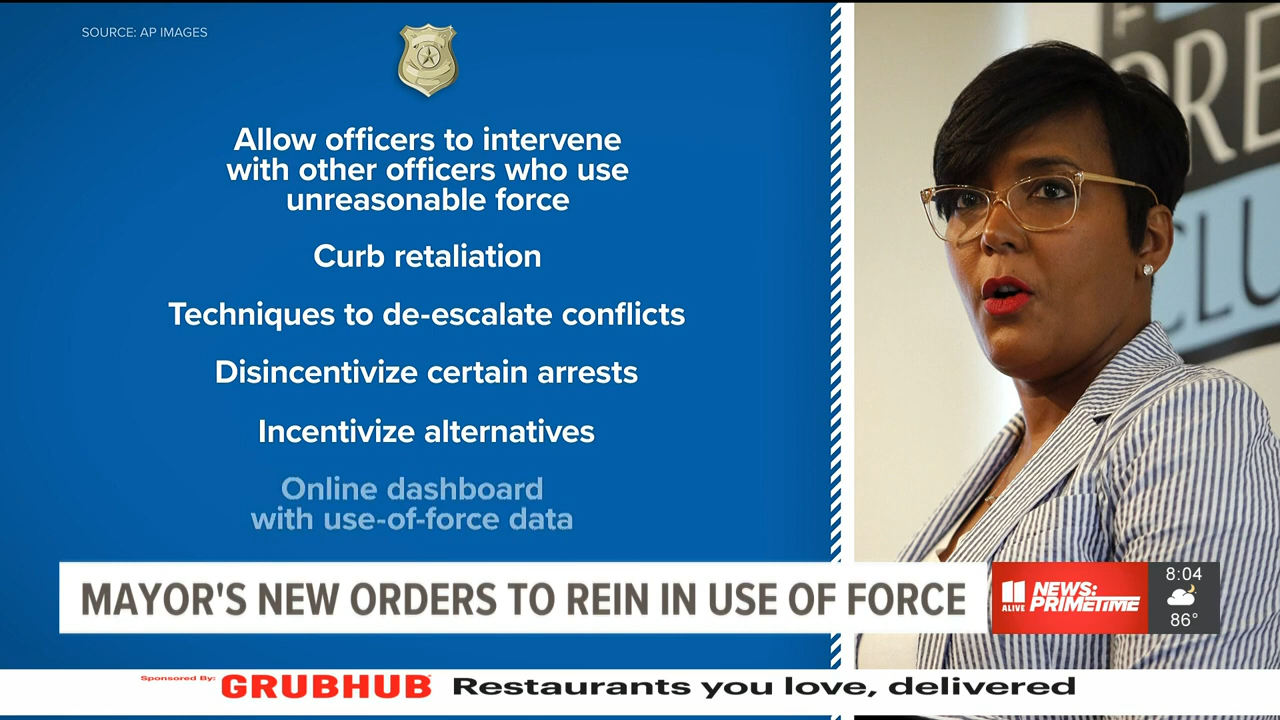 SOURCE: AP IMAGES
Allow officers to intervene
with other officers who use
unreasonable force
Curb retaliation
Techniques to de-escalate conflicts
Disincentivize certain arrests
Incentivize alternatives
Online dashboard
with use-of-force data
MAYOR'S NEW ORDERS TO REIN IN USE OF FORCE
11
ALIVE
NEWS:
PRIMETIME
8:04
86°
Sponsored By:
GRUBHUB
Restaurants you love, delivered